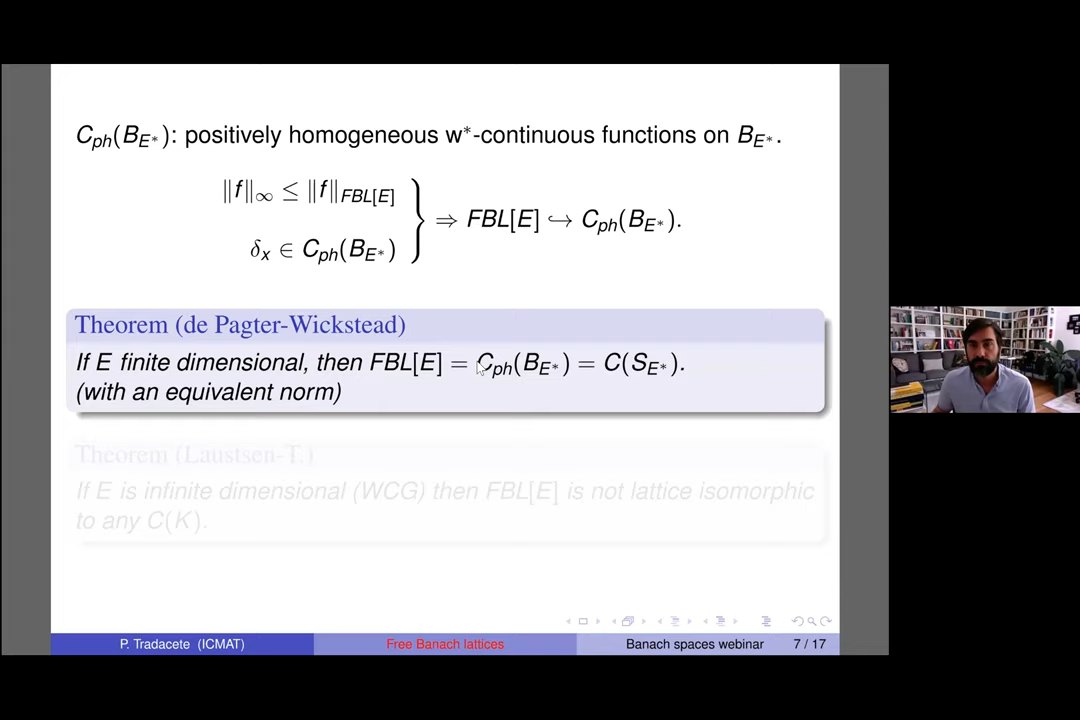 C_ph(B_E*): positively homogeneous w*-continuous functions on B_E*.
‖f‖_∞ ≤ ‖f‖_FBL[E]
δ_x ∈ C_ph(B_E*)
⇒ FBL[E] ↪ C_ph(B_E*).
Theorem (de Pagter-Wickstead)
If E finite dimensional, then FBL[E] = C_ph(B_E*) = C(S_E*).
(with an equivalent norm)
Theorem (Laustsen-T.)
If E is infinite dimensional (WCG) then FBL[E] is not lattice isomorphic
to any C(K).
P. Tradacete (ICMAT) Free Banach lattices Banach spaces webinar 7 / 17